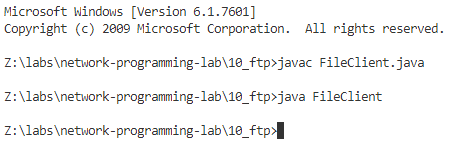 Microsoft Windows [Version 6.1.7601]
Copyright (c) 2009 Microsoft Corporation.  All rights reserved.
Z:\labs\network-programming-lab\10_ftp>javac FileClient.java
Z:\labs\network-programming-lab\10_ftp>java FileClient
Z:\labs\network-programming-lab\10_ftp>